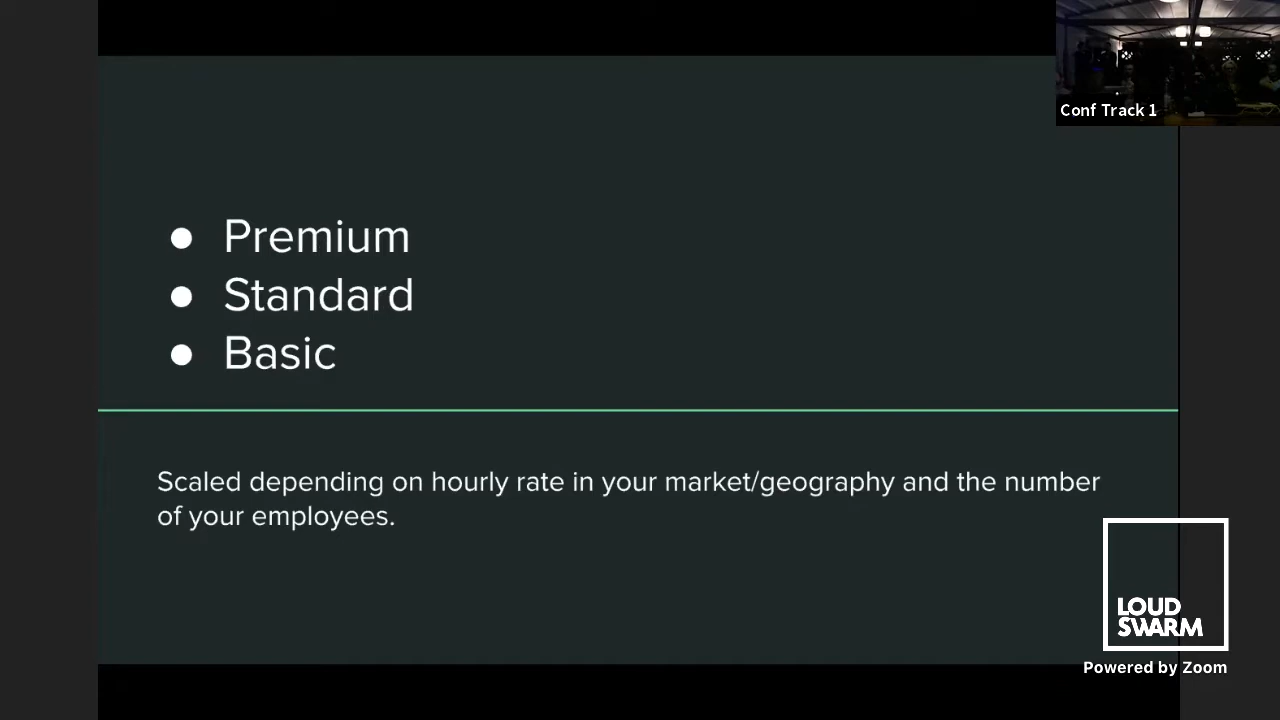 Conf Track 1
● Premium
● Standard
● Basic
Scaled depending on hourly rate in your market/geography and the number
of your employees.
LOUD
SWARM
Powered by Zoom